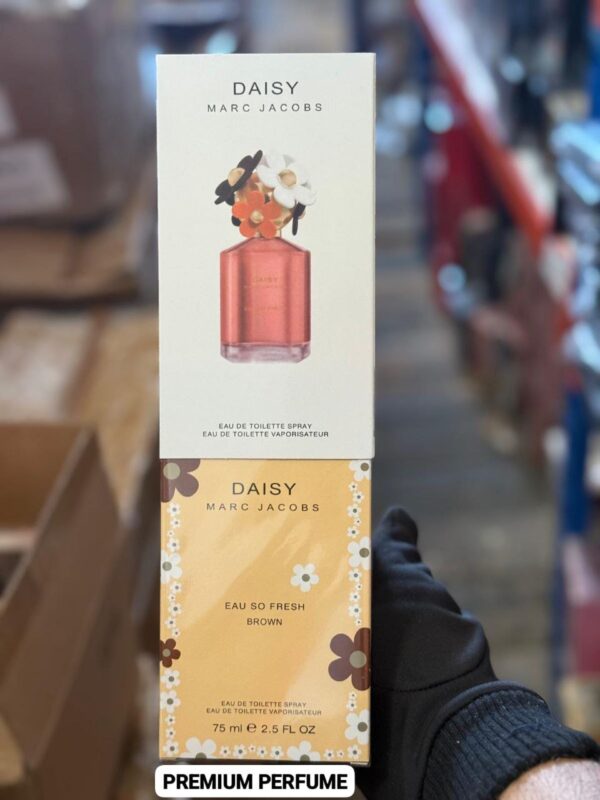 DAISY
MARC JACOBS
DAISY
EAU DE TOILETTE SPRAY
EAU DE TOILETTE VAPORISATEUR
DAISY
MARC JACOBS
EAU SO FRESH
BROWN
EAU DE TOILETTE SPRAY
EAU DE TOILETTE VAPORISATEUR
75 ml e 2.5 FL OZ
PREMIUM PERFUME